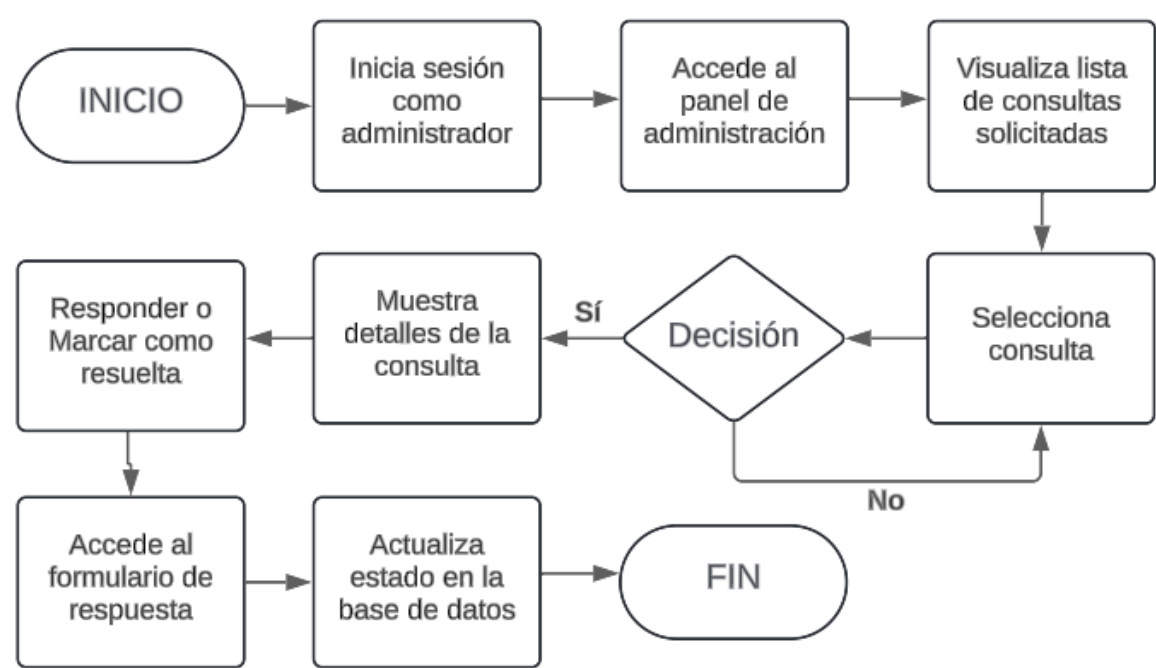 INICIO
Inicia sesión
como
administrador
Accede al
panel de
administración
Visualiza lista
de consultas
solicitadas
Selecciona
consulta
Decisión
Sí
No
Muestra
detalles de la
consulta
Responder o
Marcar como
resuelta
Accede al
formulario de
respuesta
Actualiza
estado en la
base de datos
FIN